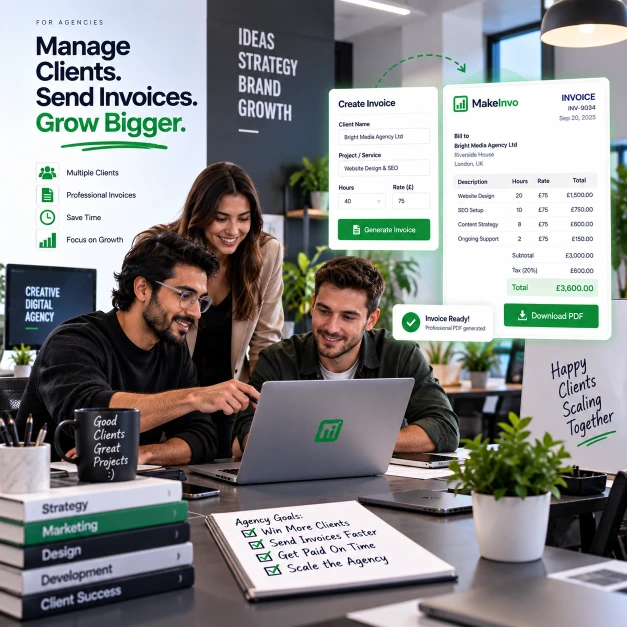 FOR AGENCIES
Manage
Clients.
Send Invoices.
Grow Bigger.
Multiple Clients
Professional Invoices
Save Time
Focus on Growth
IDEAS
STRATEGY
BRAND
GROWTH
Create Invoice
Client Name
Bright Media Agency Ltd
Project / Service
Website Design & SEO
Hours Rate (£)
40 75
Generate Invoice
MakeInvo
INVOICE
INV-9034
Sep 20, 2025
Bill to
Bright Media Agency Ltd
Riverside House
London, UK
Description Hours Rate Total
Website Design 20 £75 £1,500.00
SEO Setup 10 £75 £750.00
Content Strategy 8 £75 £600.00
Ongoing Support 2 £75 £150.00
Subtotal £3,000.00
Tax (20%) £600.00
Total £3,600.00
Download PDF
Invoice Ready!
Professional PDF generated
CREATIVE
DIGITAL
AGENCY
Happy
Clients
Scaling
Together
Good
Clients
Great
Projects
:)
Strategy
Marketing
Design
Development
Client Success
Agency Goals:
Win More Clients
Send Invoices Faster
Get Paid On Time
Scale the Agency